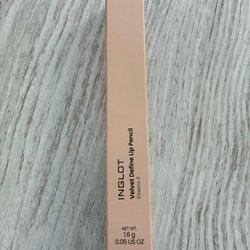 INGLOT
Velvet Define Lip Pencil
Vitamin E
NET WT.
1.6 g
0.05 US OZ